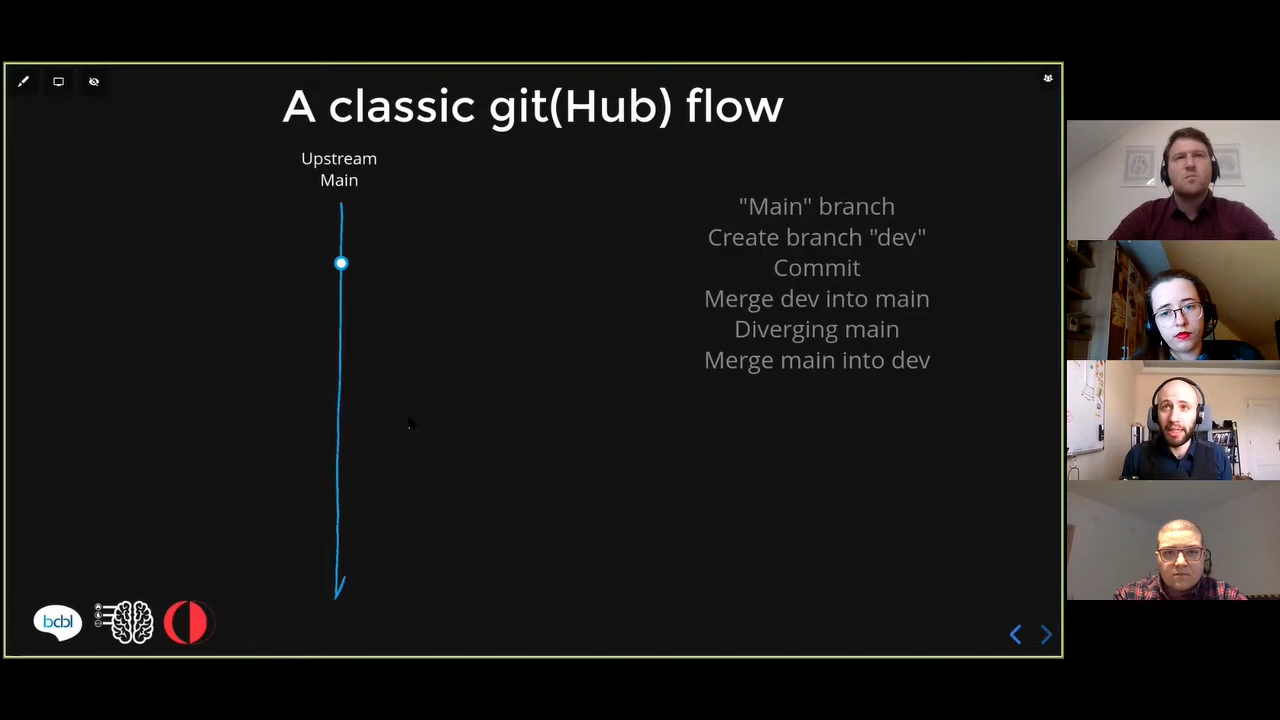 A classic git(Hub) flow
Upstream
Main
"Main" branch
Create branch "dev"
Commit
Merge dev into main
Diverging main
Merge main into dev
bcbl